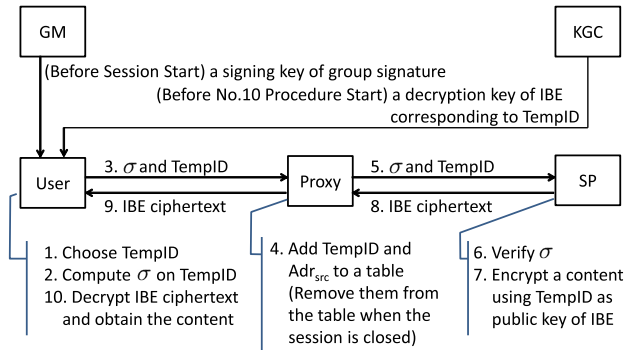 GM
KGC
(Before Session Start) a signing key of group signature
(Before No.10 Procedure Start) a decryption key of IBE
corresponding to TempID
User
3. σ and TempID
Proxy
5. σ and TempID
SP
9. IBE ciphertext
8. IBE ciphertext
1. Choose TempID
2. Compute σ on TempID
10. Decrypt IBE ciphertext
and obtain the content
4. Add TempID and
Adrsrc to a table
(Remove them from
the table when the
session is closed)
6. Verify σ
7. Encrypt a content
using TempID as
public key of IBE